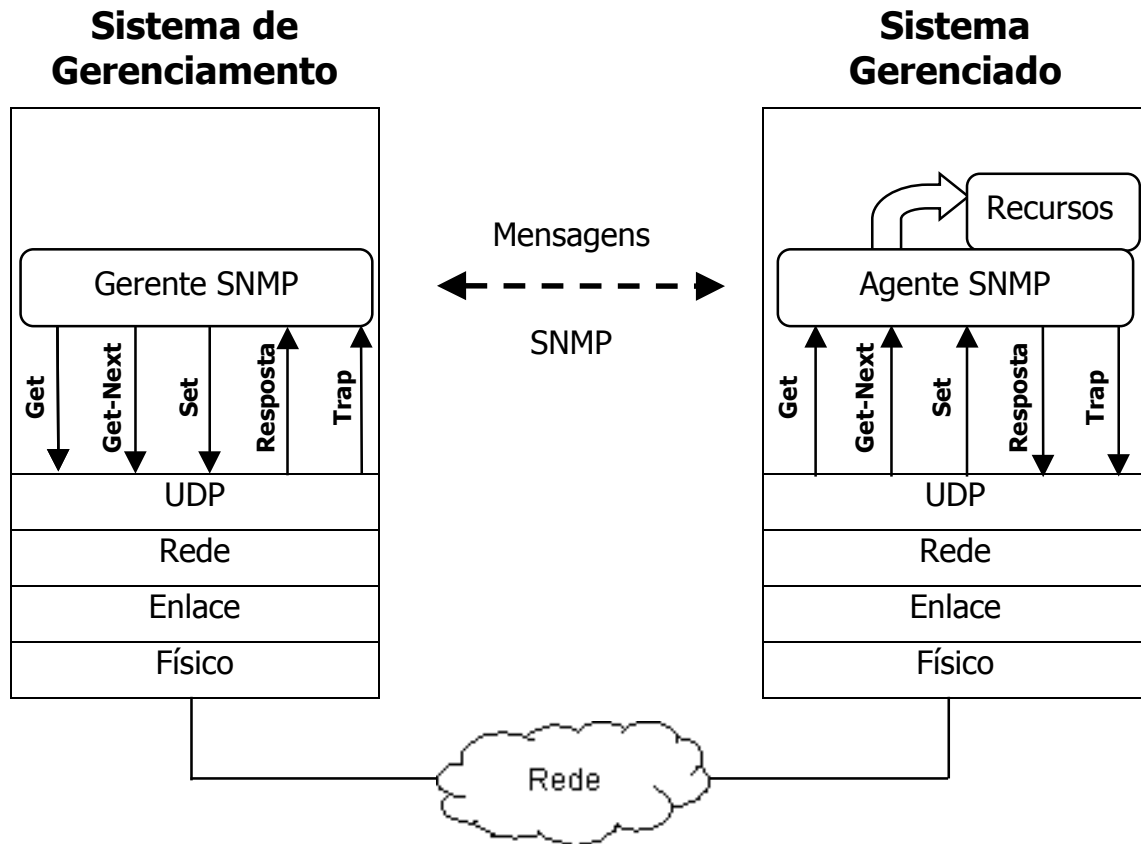 Sistema de
Gerenciamento
Sistema
Gerenciado
Recursos
Mensagens
SNMP
Gerente SNMP
Agente SNMP
Get
Get-Next
Set
Resposta
Trap
Get
Get-Next
Set
Resposta
Trap
UDP
Rede
Enlace
Físico
UDP
Rede
Enlace
Físico
Rede